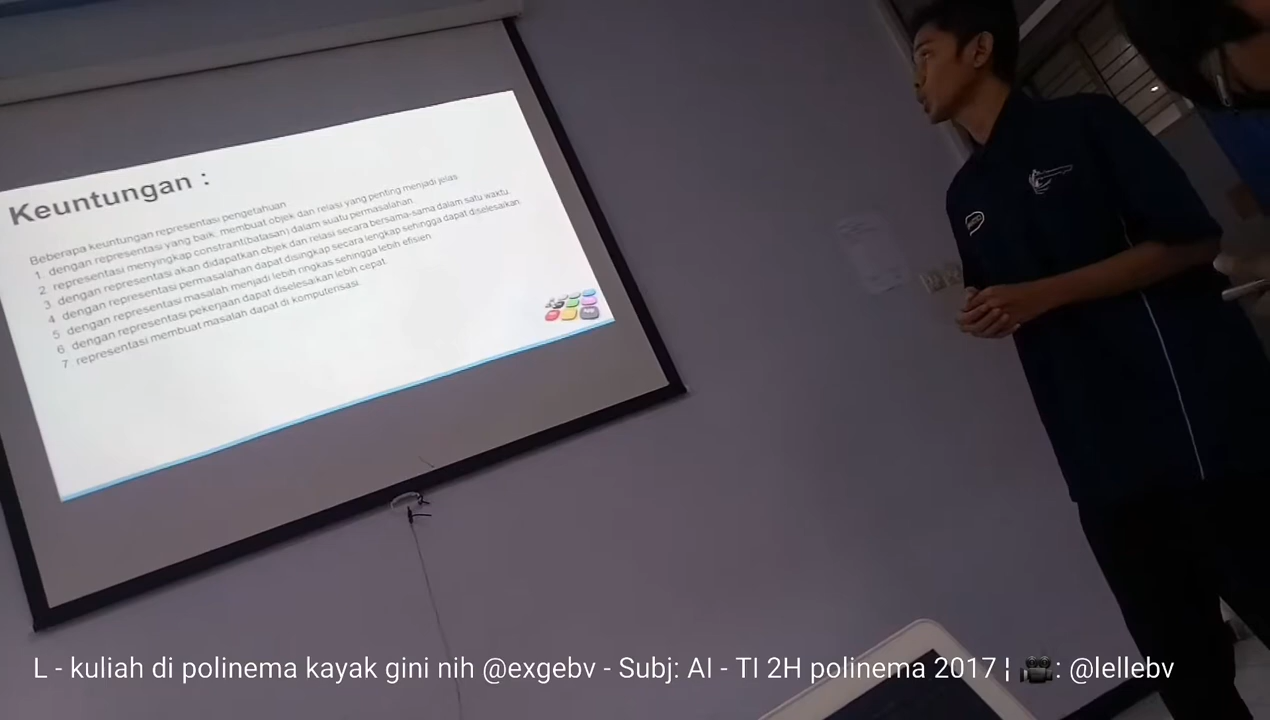 Keuntungan :
Beberapa keuntungan representasi pengetahuan
1. dengan representasi yang baik, membuat objek dan relasi yang penting menjadi jelas
2. representasi menyingkap constraint(batasan) dalam suatu permasalahan
3. dengan representasi akan didapatkan objek dan relasi secara bersama-sama dalam satu waktu
4. dengan representasi permasalahan dapat disingkap secara lengkap sehingga dapat diselesaikan
5. dengan representasi masalah menjadi lebih ringkas sehingga lebih efisien
6. dengan representasi pekerjaan dapat diselesaikan lebih cepat
7. representasi membuat masalah dapat di komputerisasi
L - kuliah di polinema kayak gini nih @exgebv - Subj: AI - TI 2H polinema 2017 ¦ 🎥: @lellebv